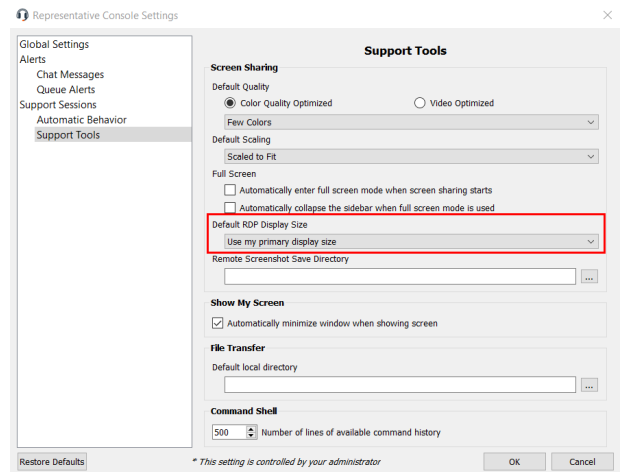 Representative Console Settings
Global Settings
Alerts
Chat Messages
Queue Alerts
Support Sessions
Automatic Behavior
Support Tools
Support Tools
Screen Sharing
Default Quality
Color Quality Optimized
Video Optimized
Few Colors
Default Scaling
Scaled to Fit
Full Screen
Automatically enter full screen mode when screen sharing starts
Automatically collapse the sidebar when full screen mode is used
Default RDP Display Size
Use my primary display size
Remote Screenshot Save Directory
...
Show My Screen
Automatically minimize window when showing screen
File Transfer
Default local directory
...
Command Shell
500 Number of lines of available command history
Restore Defaults
* This setting is controlled by your administrator
OK
Cancel